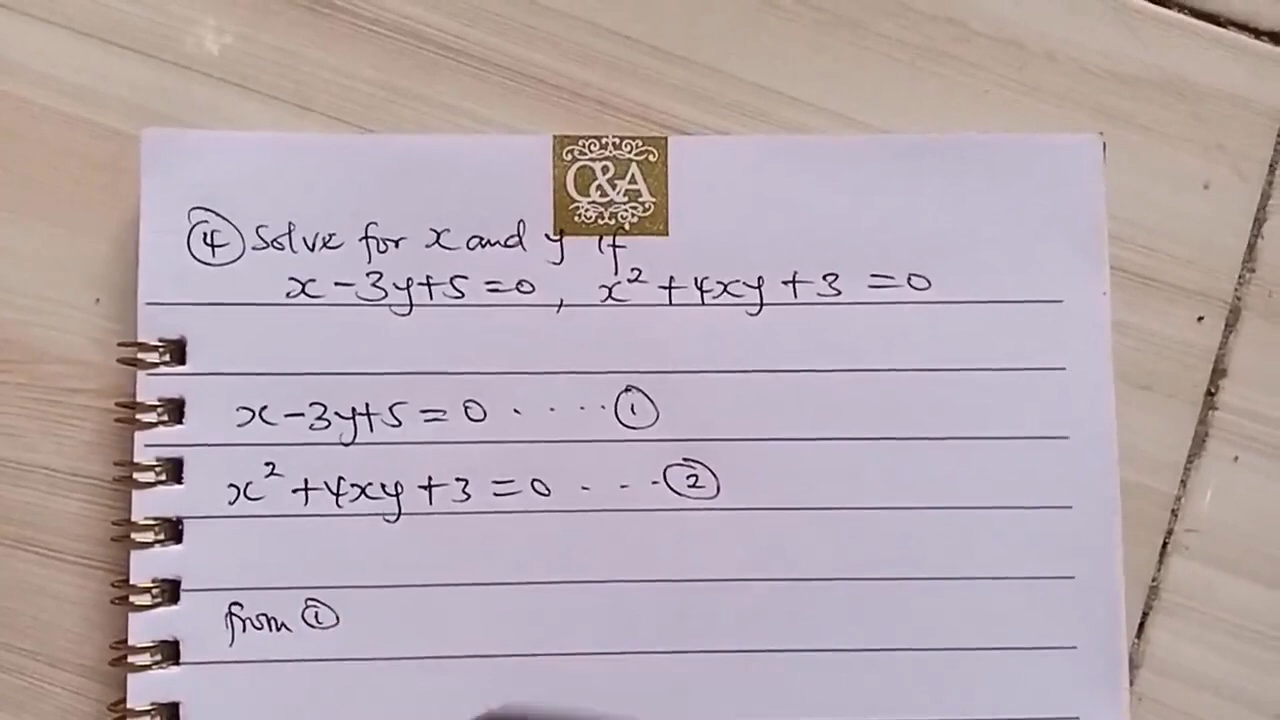 C&A
④ Solve for x and y if
x - 3y + 5 = 0, x² + 4xy + 3 = 0
x - 3y + 5 = 0 . . . . ①
x² + 4xy + 3 = 0 . . . ②
from ①